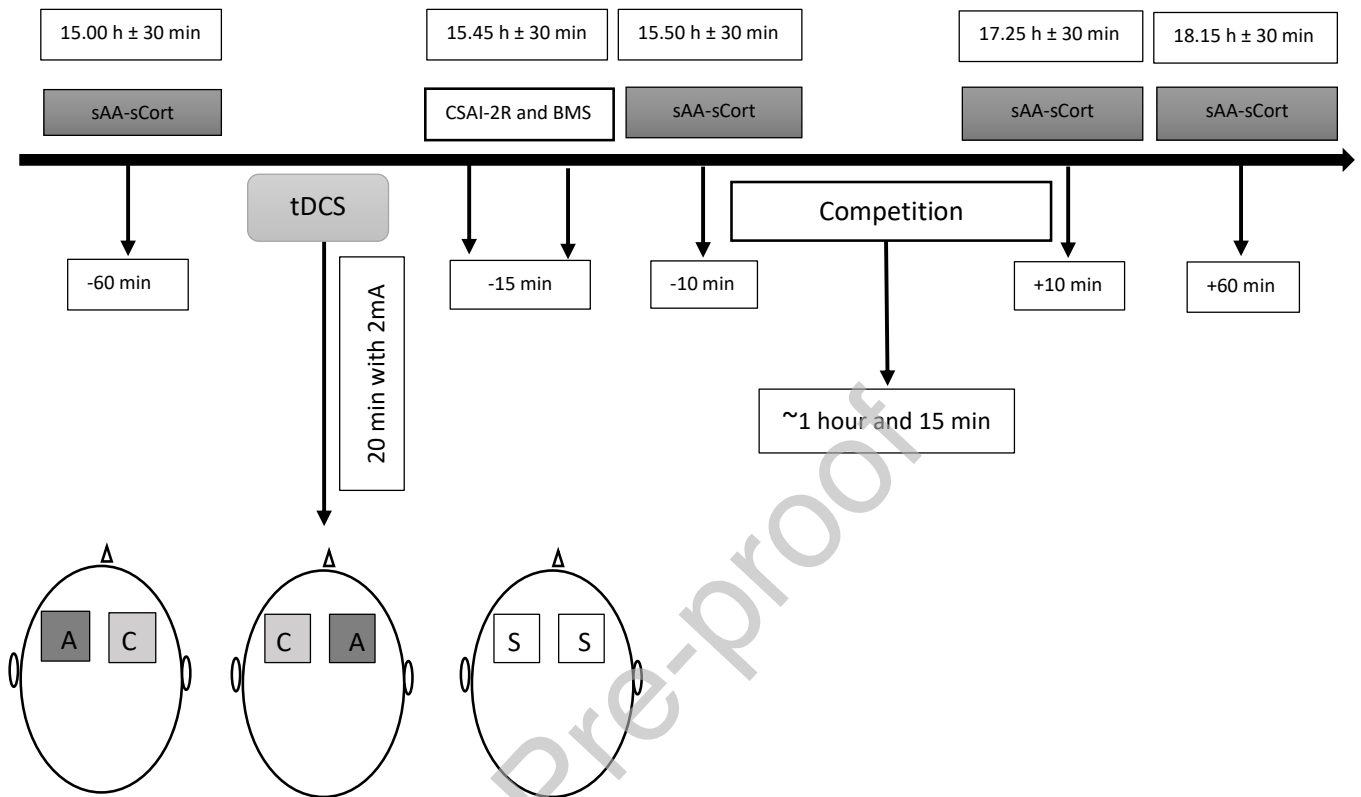 15.00 h ± 30 min
15.45 h ± 30 min
15.50 h ± 30 min
17.25 h ± 30 min
18.15 h ± 30 min
sAA-sCort
CSAI-2R and BMS
sAA-sCort
sAA-sCort
sAA-sCort
tDCS
Competition
-60 min
-15 min
-10 min
+10 min
+60 min
20 min with 2mA
~1 hour and 15 min
A
C
C
A
S
S
Pre-proof